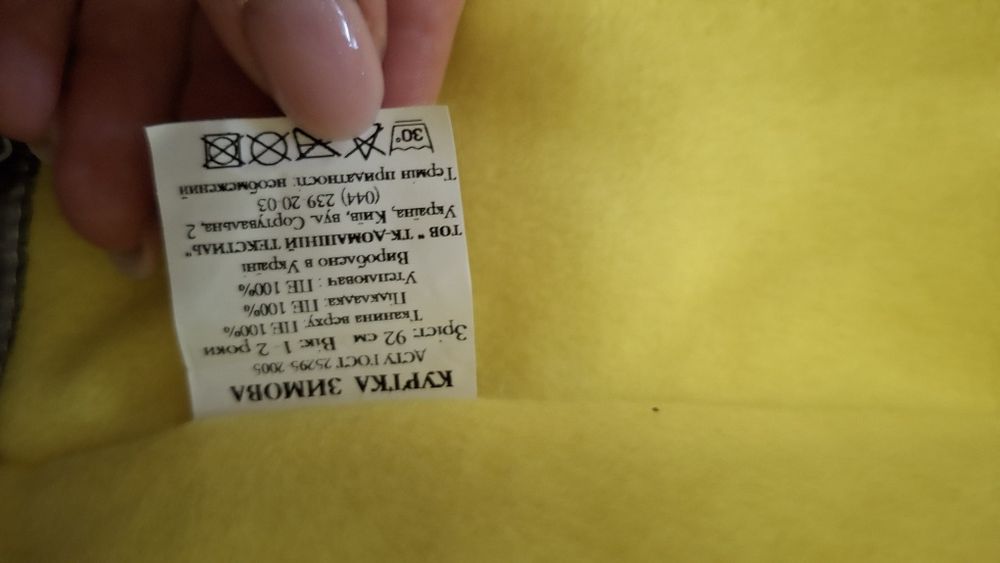 КУРТКА ЗИМОВА
ДСТУ ГОСТ 25295-2005
Зріст: 92 см Вік: 1-2 роки
Тканина верху: ПЕ 100%
Підкладка: ПЕ 100%
Утеплювач : ПЕ 100%
Вироблено в Україні
ТОВ " ТК-ДОМАШНІЙ ТЕКСТИЛЬ"
Україна, Київ, вул. Сортувальна, 2
(044) 239-20-03
Термін придатності: необмежений
30°